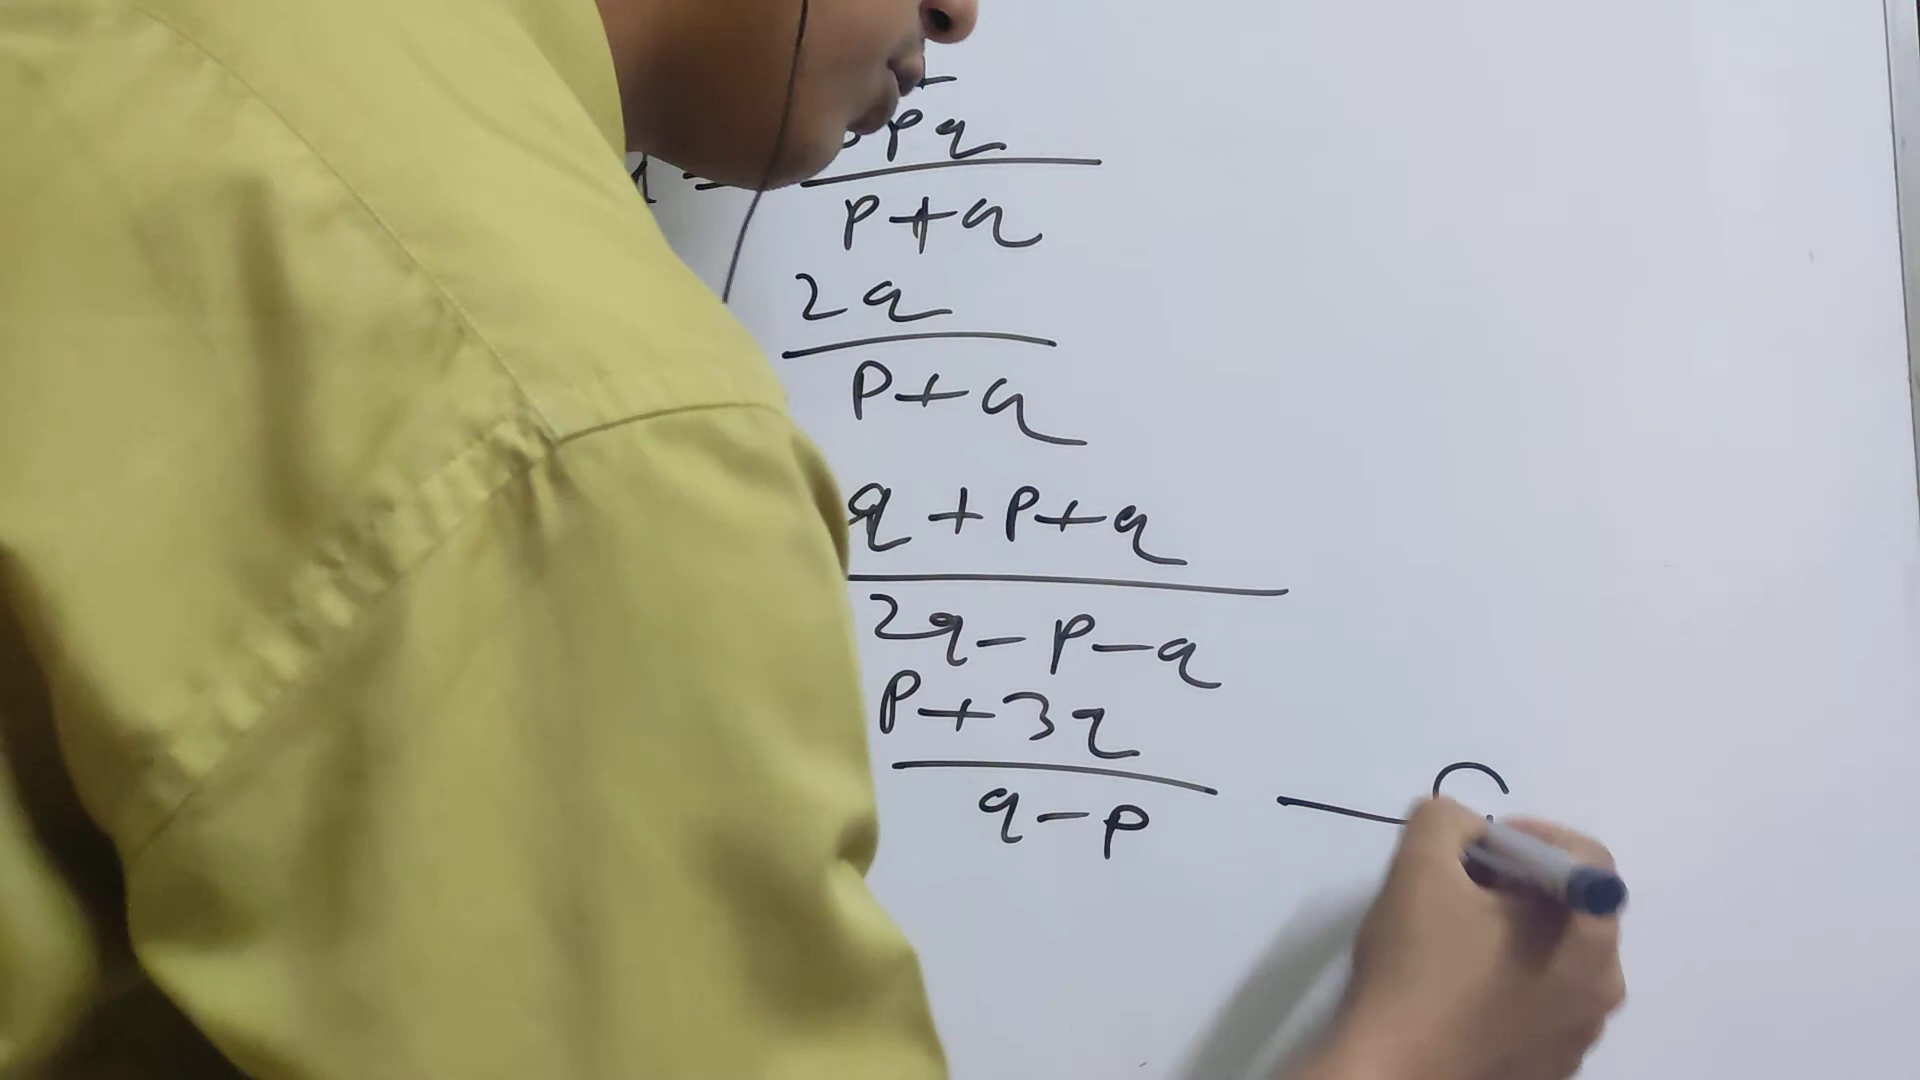 pq
=
p+q
2q
p+q
q+p+q
2q-p-q
p+3q
q-p